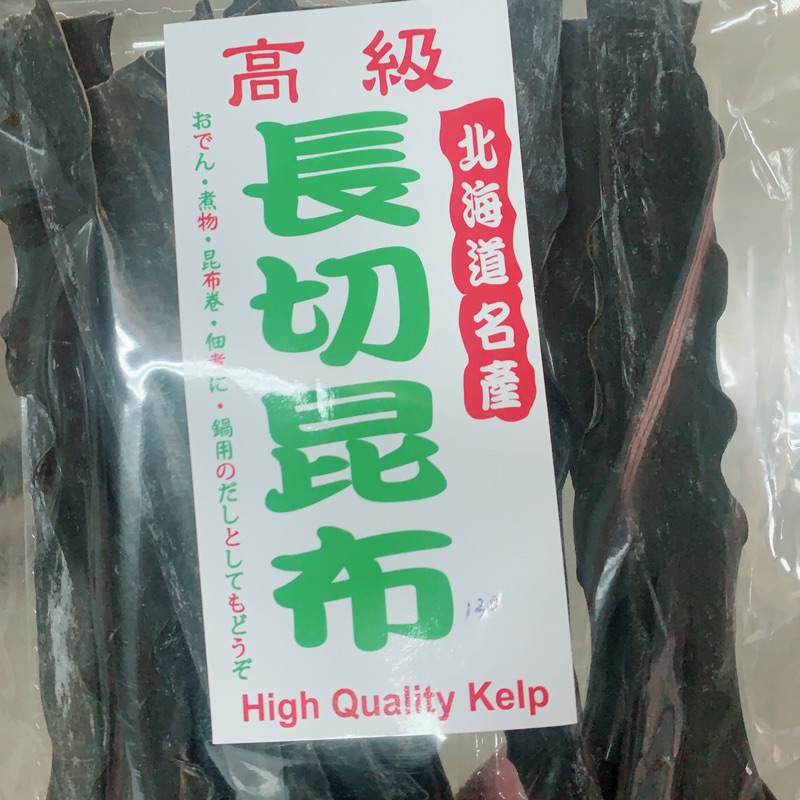 高級
北海道名産
長切昆布
おでん・煮物・昆布巻・佃煮に・鍋用のだしとしてもどうぞ
120
High Quality Kelp